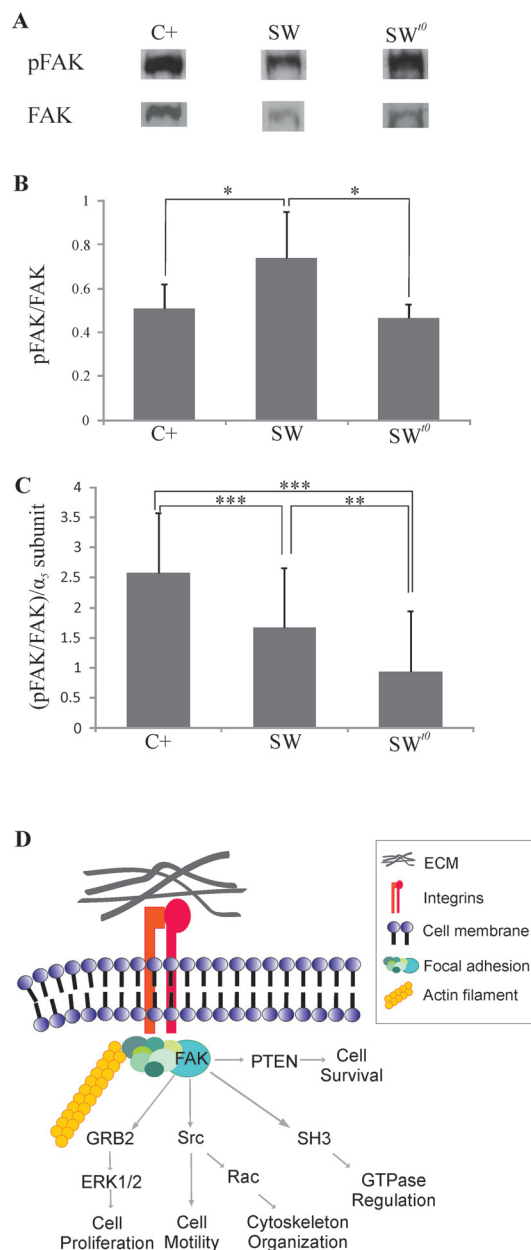 A
C+ SW SW^t0
pFAK
FAK
B
*
*
1
0.8
0.6
0.4
0.2
0
pFAK/FAK
C+ SW SW^t0
C
***
***
**
4
3.5
3
2.5
2
1.5
1
0.5
0
(pFAK/FAK)/α5 subunit
C+ SW SW^t0
D
ECM
Integrins
Cell membrane
Focal adhesion
Actin filament
FAK
PTEN
Cell
Survival
GRB2
Src
SH3
ERK1/2
Rac
GTPase
Regulation
Cell
Proliferation
Cell
Motility
Cytoskeleton
Organization